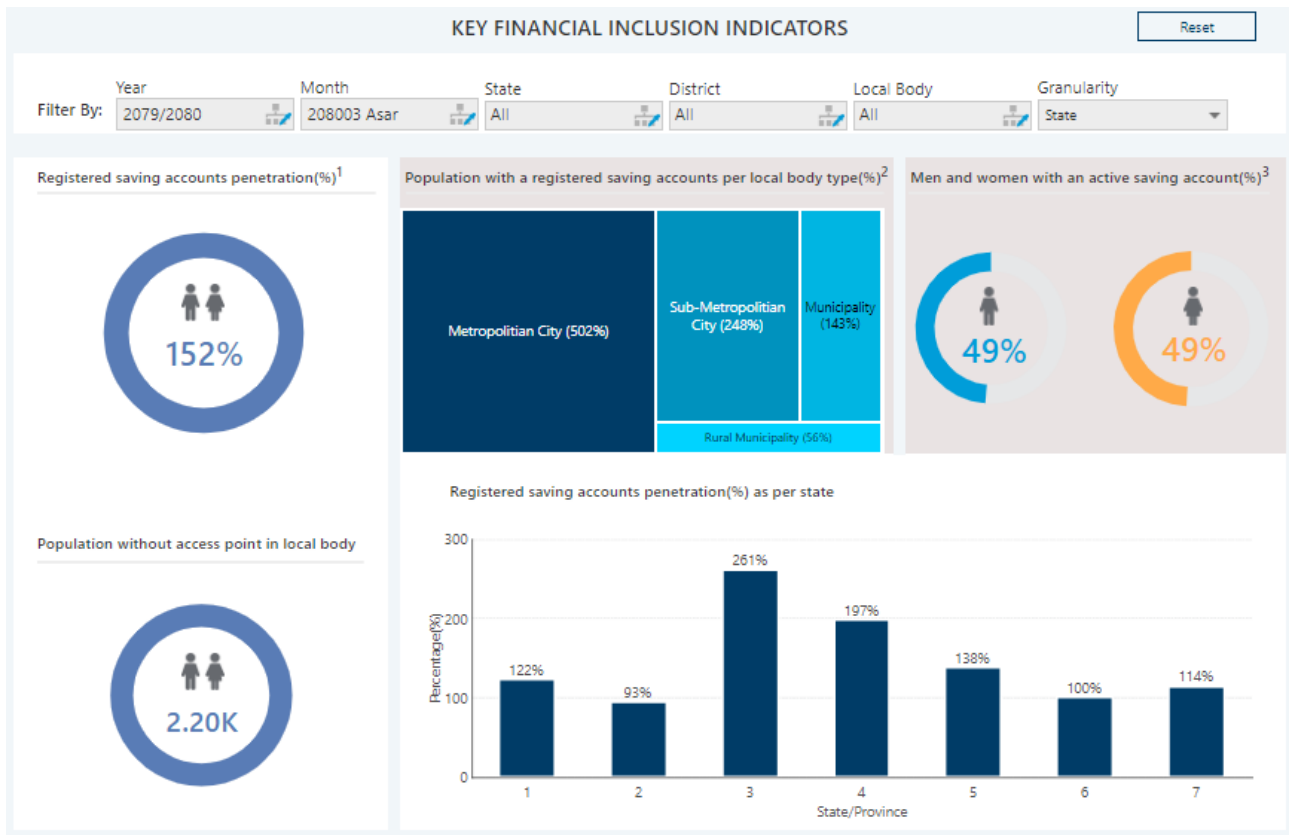 KEY FINANCIAL INCLUSION INDICATORS
Reset
Filter By:
Year
2079/2080
Month
208003 Asar
State
All
District
All
Local Body
All
Granularity
State
Registered saving accounts penetration(%)1
152%
Population with a registered saving accounts per local body type(%)2
Metropolitian City (502%)
Sub-Metropolitian
City (248%)
Municipality
(143%)
Rural Municipality (56%)
Men and women with an active saving account(%)3
49%
49%
Population without access point in local body
2.20K
Registered saving accounts penetration(%) as per state
Percentage(%)
300
200
100
0
122%
93%
261%
197%
138%
100%
114%
1
2
3
4
5
6
7
State/Province